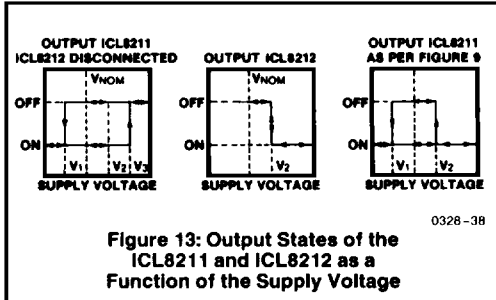 OUTPUT ICL8211
ICL8212 DISCONNECTED
OUTPUT ICL8212
OUTPUT ICL8211
AS PER FIGURE 9
VNOM
VNOM
OFF
ON
OFF
ON
OFF
ON
V1
V2
V3
V2
V1
V2
SUPPLY VOLTAGE
SUPPLY VOLTAGE
SUPPLY VOLTAGE
0328-38
Figure 13: Output States of the
ICL8211 and ICL8212 as a
Function of the Supply Voltage